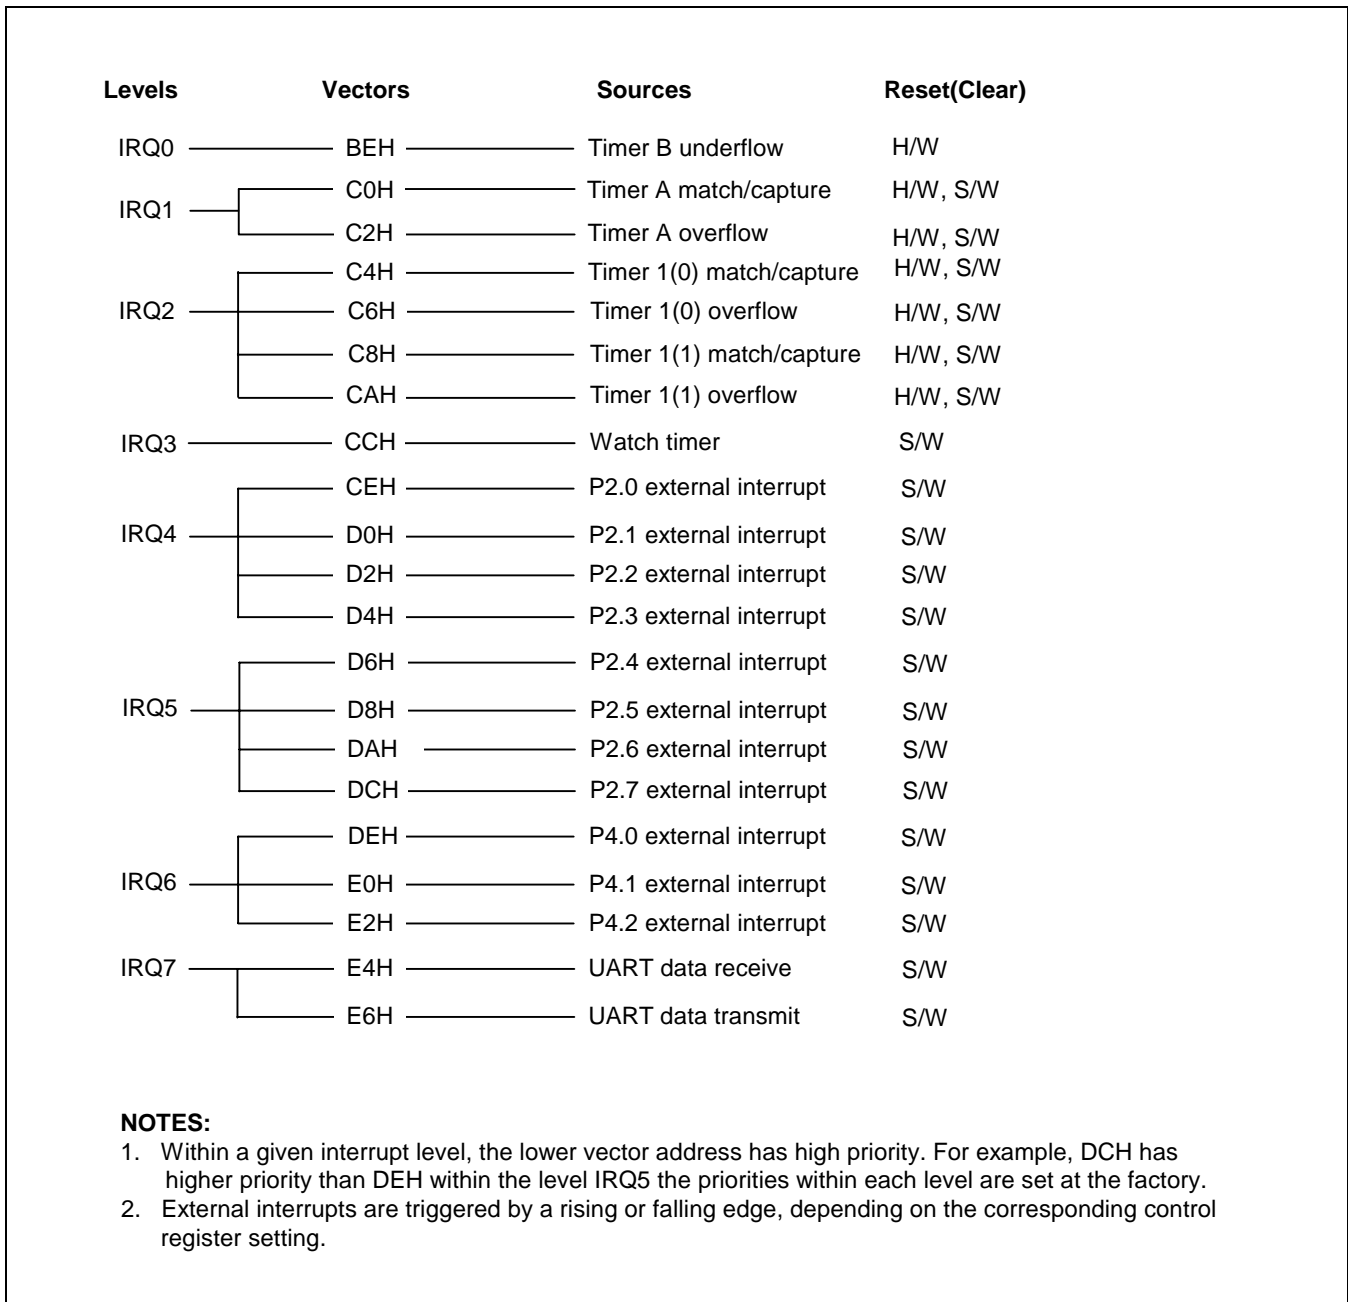 Levels Vectors Sources Reset(Clear)
IRQ0 BEH Timer B underflow H/W
IRQ1 C0H Timer A match/capture H/W, S/W
C2H Timer A overflow H/W, S/W
C4H Timer 1(0) match/capture H/W, S/W
IRQ2 C6H Timer 1(0) overflow H/W, S/W
C8H Timer 1(1) match/capture H/W, S/W
CAH Timer 1(1) overflow H/W, S/W
IRQ3 CCH Watch timer S/W
CEH P2.0 external interrupt S/W
IRQ4 D0H P2.1 external interrupt S/W
D2H P2.2 external interrupt S/W
D4H P2.3 external interrupt S/W
D6H P2.4 external interrupt S/W
IRQ5 D8H P2.5 external interrupt S/W
DAH P2.6 external interrupt S/W
DCH P2.7 external interrupt S/W
DEH P4.0 external interrupt S/W
IRQ6 E0H P4.1 external interrupt S/W
E2H P4.2 external interrupt S/W
IRQ7 E4H UART data receive S/W
E6H UART data transmit S/W
NOTES:
1. Within a given interrupt level, the lower vector address has high priority. For example, DCH has
higher priority than DEH within the level IRQ5 the priorities within each level are set at the factory.
2. External interrupts are triggered by a rising or falling edge, depending on the corresponding control
register setting.